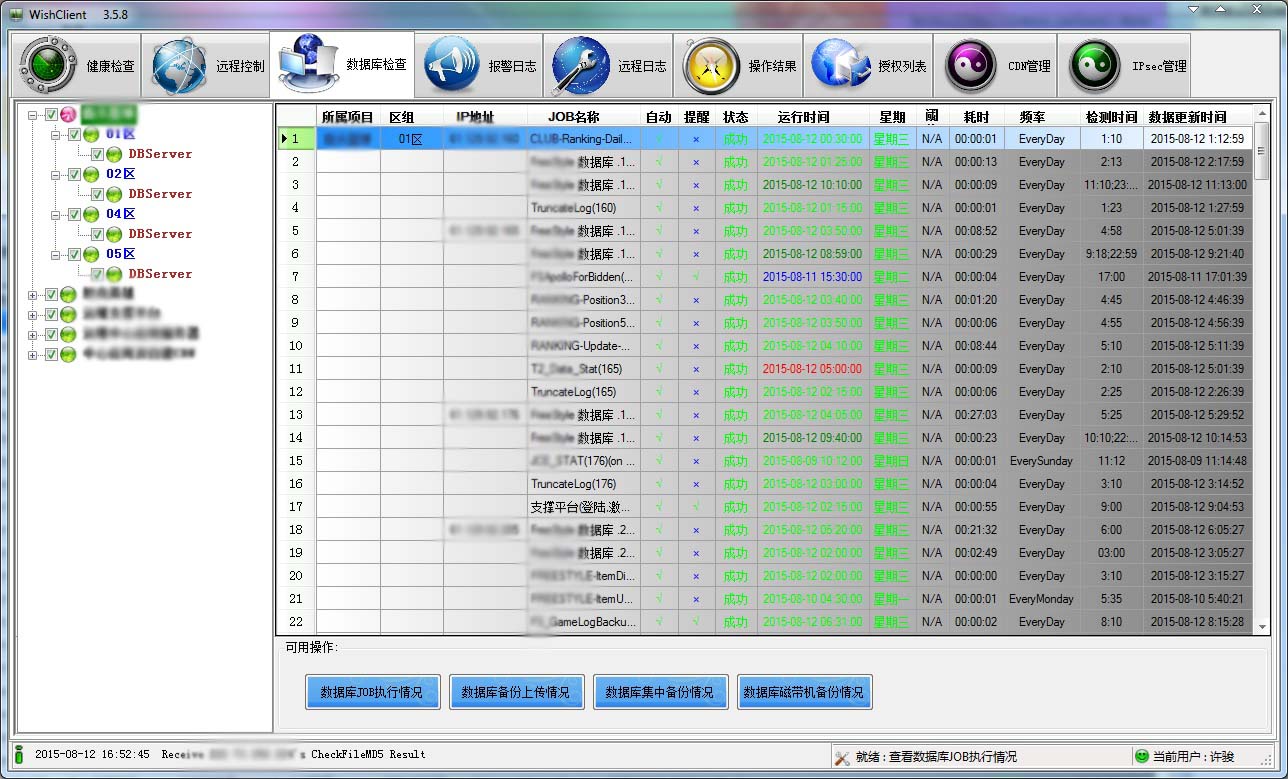 WishClient 3.5.8
健康检查 远程控制 数据库检查 报警日志 远程日志 操作结果 授权列表 CDN管理 IPsec管理
01区
DBServer
02区
DBServer
04区
DBServer
05区
DBServer
所属项目 区组 IP地址 JOB名称 自动 提醒 状态 运行时间 星期 耗时 频率 检测时间 数据更新时间
1 01区 CLUB-Ranking-Dail... √ × 成功 2015-08-12 00:30:00 星期三 N/A 00:00:01 EveryDay 1:10 2015-08-12 1:12:59
2 数据库 .1... √ × 成功 2015-08-12 01:25:00 星期三 N/A 00:00:13 EveryDay 2:13 2015-08-12 2:17:59
3 数据库 .1... √ × 成功 2015-08-12 10:10:00 星期三 N/A 00:00:09 EveryDay 11:10;23:... 2015-08-12 11:13:00
4 TruncateLog(160) √ × 成功 2015-08-12 01:15:00 星期三 N/A 00:00:01 EveryDay 1:23 2015-08-12 1:27:59
5 数据库 .1... √ × 成功 2015-08-12 03:50:00 星期三 N/A 00:08:52 EveryDay 4:58 2015-08-12 5:01:39
6 数据库 .1... √ × 成功 2015-08-12 08:59:00 星期三 N/A 00:00:29 EveryDay 9:18;22:59 2015-08-12 9:21:40
7 ForBidden(... √ √ 成功 2015-08-11 15:30:00 星期二 N/A 00:00:04 EveryDay 17:00 2015-08-11 17:01:39
8 -Position3... √ × 成功 2015-08-12 03:40:00 星期三 N/A 00:01:20 EveryDay 4:45 2015-08-12 4:46:39
9 -Position5... √ × 成功 2015-08-12 03:50:00 星期三 N/A 00:00:06 EveryDay 4:55 2015-08-12 4:56:39
10 RANKING-Update-... √ × 成功 2015-08-12 04:10:00 星期三 N/A 00:08:44 EveryDay 5:10 2015-08-12 5:11:39
11 _Stat(165) √ × 成功 2015-08-12 05:00:00 星期三 N/A 00:00:09 EveryDay 2:10 2015-08-12 5:01:39
12 TruncateLog(165) √ × 成功 2015-08-12 02:15:00 星期三 N/A 00:00:06 EveryDay 2:25 2015-08-12 2:26:39
13 数据库 .1... √ × 成功 2015-08-12 04:05:00 星期三 N/A 00:27:03 EveryDay 5:25 2015-08-12 5:29:52
14 数据库 .1... √ × 成功 2015-08-12 09:40:00 星期三 N/A 00:00:23 EveryDay 10:10;22:... 2015-08-12 10:14:53
15 STAT(176)(on ... √ × 成功 2015-08-09 10:12:00 星期日 N/A 00:00:01 EverySunday 11:12 2015-08-09 11:14:48
16 TruncateLog(176) √ × 成功 2015-08-12 03:00:00 星期三 N/A 00:00:04 EveryDay 3:10 2015-08-12 3:14:52
17 支撑平台(登陆.激... √ √ 成功 2015-08-12 02:15:00 星期三 N/A 00:00:55 EveryDay 9:00 2015-08-12 9:04:53
18 数据库 .2... √ × 成功 2015-08-12 05:20:00 星期三 N/A 00:21:32 EveryDay 6:00 2015-08-12 6:05:27
19 数据库 .2... √ × 成功 2015-08-12 02:00:00 星期三 N/A 00:02:49 EveryDay 03:00 2015-08-12 3:05:27
20 -ItemDi... √ × 成功 2015-08-12 02:00:00 星期三 N/A 00:00:00 EveryDay 3:10 2015-08-12 3:15:27
21 -ItemU... √ × 成功 2015-08-10 04:30:00 星期一 N/A 00:00:01 EveryMonday 5:35 2015-08-10 5:40:21
22 _GameLogBacku... √ √ 成功 2015-08-12 06:31:00 星期三 N/A 00:00:02 EveryDay 8:10 2015-08-12 8:15:28
可用操作:
数据库JOB执行情况 数据库备份上传情况 数据库集中备份情况 数据库磁带机备份情况
2015-08-12 16:52:45 Receive 's CheckFileMD5 Result 就绪 : 查看数据库JOB执行情况 当前用户 : 许骏